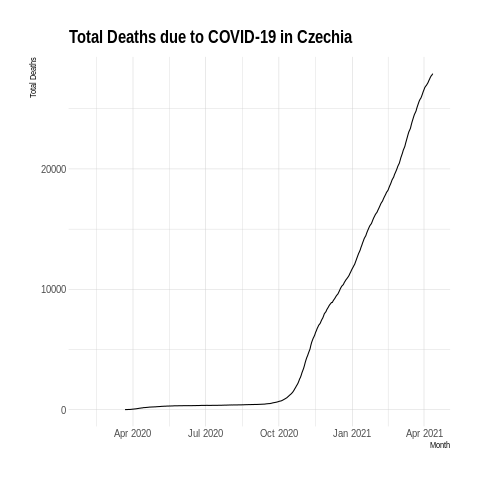 Total Deaths due to COVID-19 in Czechia
Total Deaths
20000
10000
0
Apr 2020 Jul 2020 Oct 2020 Jan 2021 Apr 2021
Month